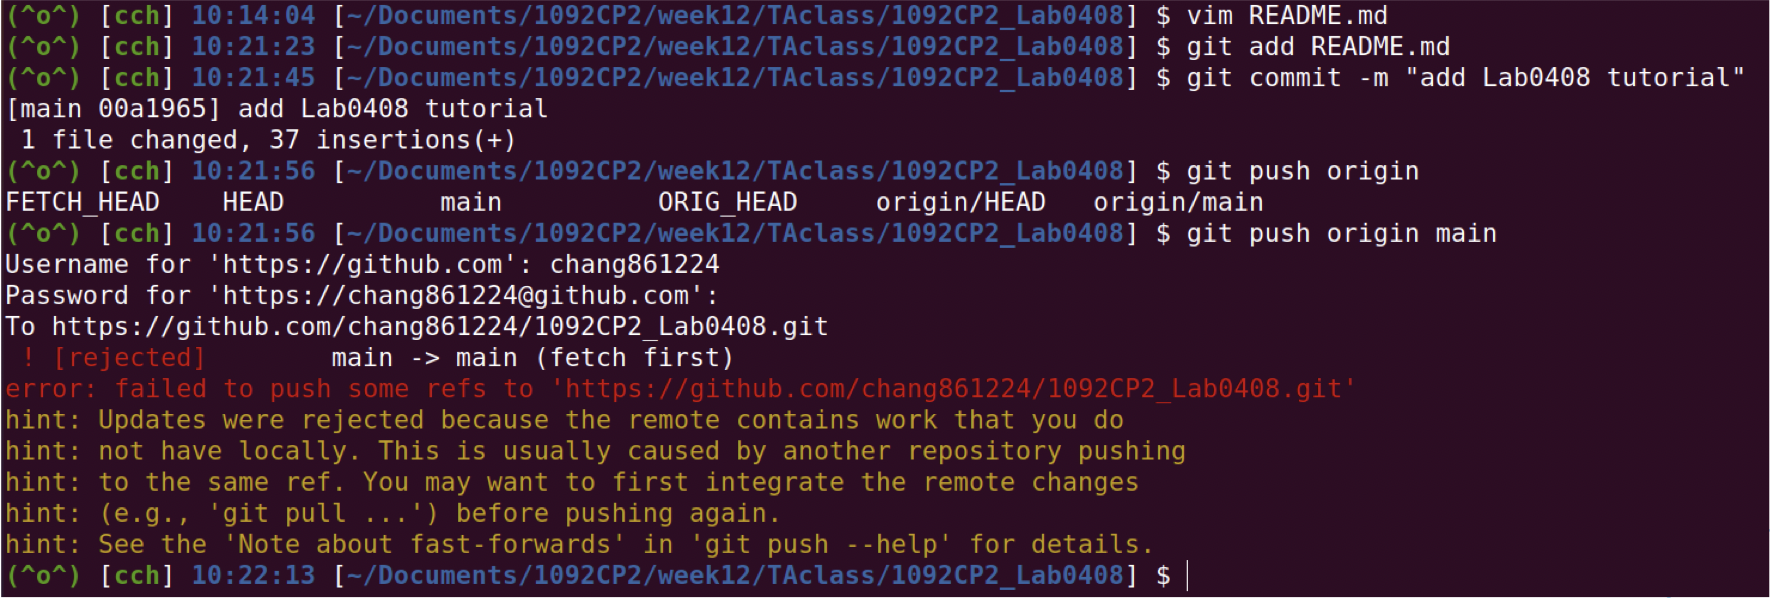 (^o^) [cch] 10:14:04 [~/Documents/1092CP2/week12/TAclass/1092CP2_Lab0408] $ vim README.md
(^o^) [cch] 10:21:23 [~/Documents/1092CP2/week12/TAclass/1092CP2_Lab0408] $ git add README.md
(^o^) [cch] 10:21:45 [~/Documents/1092CP2/week12/TAclass/1092CP2_Lab0408] $ git commit -m "add Lab0408 tutorial"
[main 00a1965] add Lab0408 tutorial
 1 file changed, 37 insertions(+)
(^o^) [cch] 10:21:56 [~/Documents/1092CP2/week12/TAclass/1092CP2_Lab0408] $ git push origin
FETCH_HEAD    HEAD          main          ORIG_HEAD     origin/HEAD   origin/main
(^o^) [cch] 10:21:56 [~/Documents/1092CP2/week12/TAclass/1092CP2_Lab0408] $ git push origin main
Username for 'https://github.com': chang861224
Password for 'https://chang861224@github.com':
To https://github.com/chang861224/1092CP2_Lab0408.git
 ! [rejected]        main -> main (fetch first)
error: failed to push some refs to 'https://github.com/chang861224/1092CP2_Lab0408.git'
hint: Updates were rejected because the remote contains work that you do
hint: not have locally. This is usually caused by another repository pushing
hint: to the same ref. You may want to first integrate the remote changes
hint: (e.g., 'git pull ...') before pushing again.
hint: See the 'Note about fast-forwards' in 'git push --help' for details.
(^o^) [cch] 10:22:13 [~/Documents/1092CP2/week12/TAclass/1092CP2_Lab0408] $